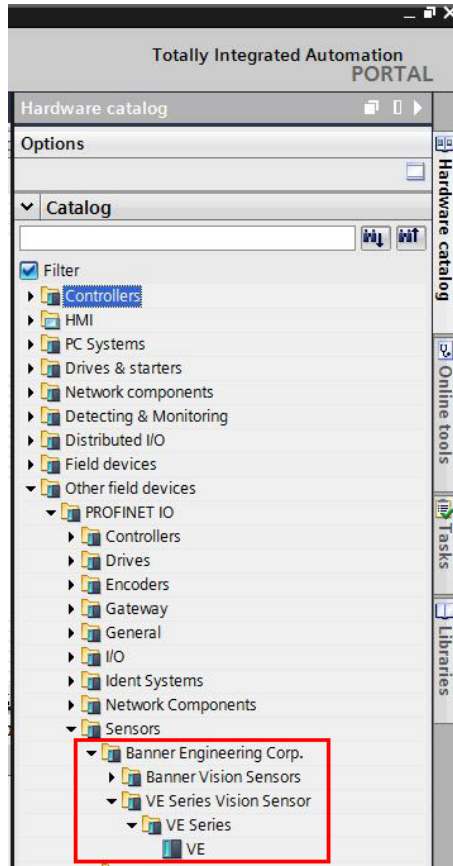 Totally Integrated Automation
PORTAL
Hardware catalog
Options
Catalog
Filter
Controllers
HMI
PC Systems
Drives & starters
Network components
Detecting & Monitoring
Distributed I/O
Field devices
Other field devices
PROFINET IO
Controllers
Drives
Encoders
Gateway
General
I/O
Ident Systems
Network Components
Sensors
Banner Engineering Corp.
Banner Vision Sensors
VE Series Vision Sensor
VE Series
VE
Hardware catalog
Online tools
Tasks
Libraries